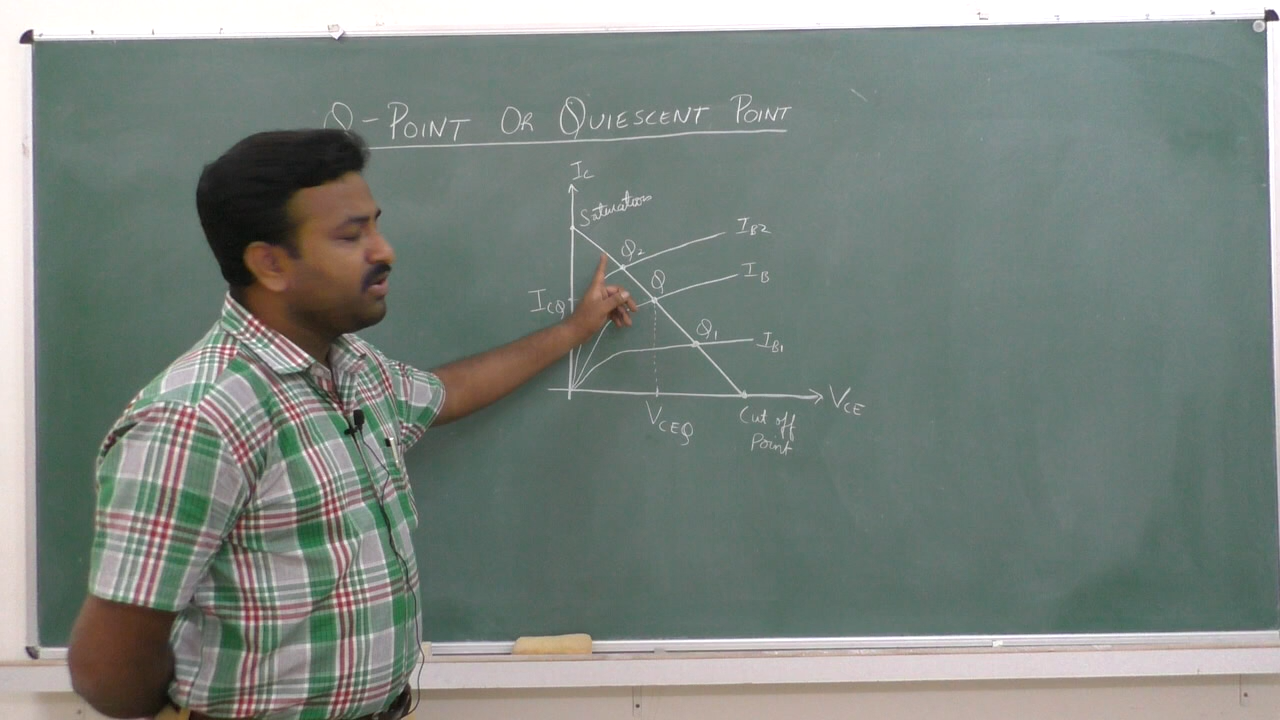 Q-POINT OR QUIESCENT POINT
IC
Saturation
IB2
Q2
IB
Q
ICQ
Q1
IB1
VCE
VCEQ
Cut off
Point